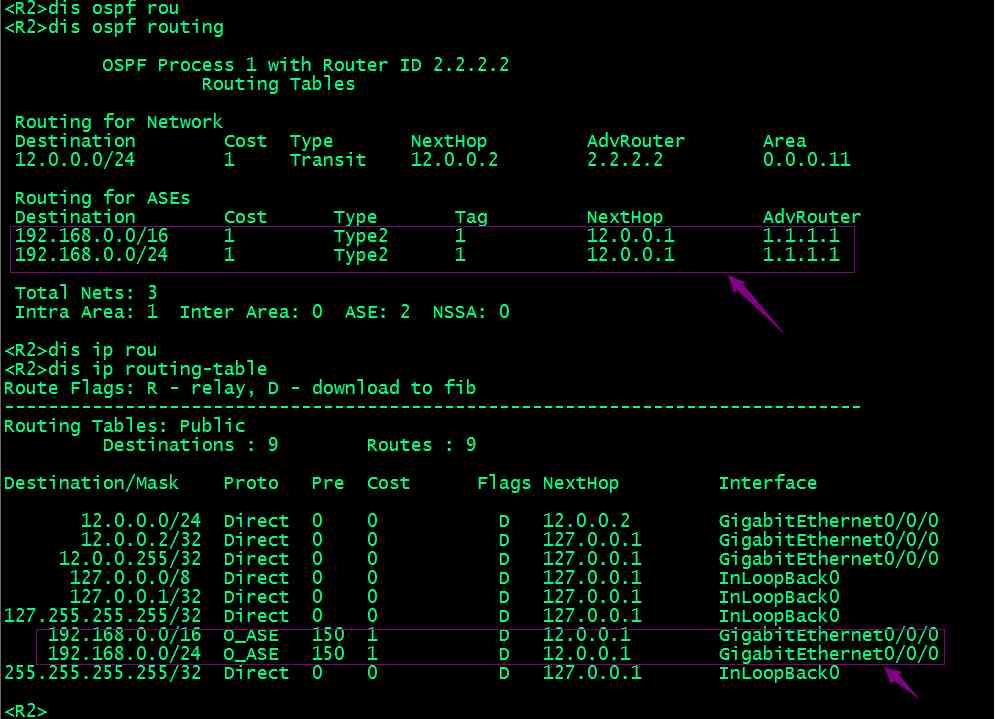 <R2>dis ospf rou
<R2>dis ospf routing
OSPF Process 1 with Router ID 2.2.2.2
Routing Tables
Routing for Network
Destination Cost Type NextHop AdvRouter Area
12.0.0.0/24 1 Transit 12.0.0.2 2.2.2.2 0.0.0.11
Routing for ASEs
Destination Cost Type Tag NextHop AdvRouter
192.168.0.0/16 1 Type2 1 12.0.0.1 1.1.1.1
192.168.0.0/24 1 Type2 1 12.0.0.1 1.1.1.1
Total Nets: 3
Intra Area: 1 Inter Area: 0 ASE: 2 NSSA: 0
<R2>dis ip rou
<R2>dis ip routing-table
Route Flags: R - relay, D - download to fib
------------------------------------------------------------------------------
Routing Tables: Public
Destinations : 9 Routes : 9
Destination/Mask Proto Pre Cost Flags NextHop Interface
12.0.0.0/24 Direct 0 0 D 12.0.0.2 GigabitEthernet0/0/0
12.0.0.2/32 Direct 0 0 D 127.0.0.1 GigabitEthernet0/0/0
12.0.0.255/32 Direct 0 0 D 127.0.0.1 GigabitEthernet0/0/0
127.0.0.0/8 Direct 0 0 D 127.0.0.1 InLoopBack0
127.0.0.1/32 Direct 0 0 D 127.0.0.1 InLoopBack0
127.255.255.255/32 Direct 0 0 D 127.0.0.1 InLoopBack0
192.168.0.0/16 O_ASE 150 1 D 12.0.0.1 GigabitEthernet0/0/0
192.168.0.0/24 O_ASE 150 1 D 12.0.0.1 GigabitEthernet0/0/0
255.255.255.255/32 Direct 0 0 D 127.0.0.1 InLoopBack0
<R2>